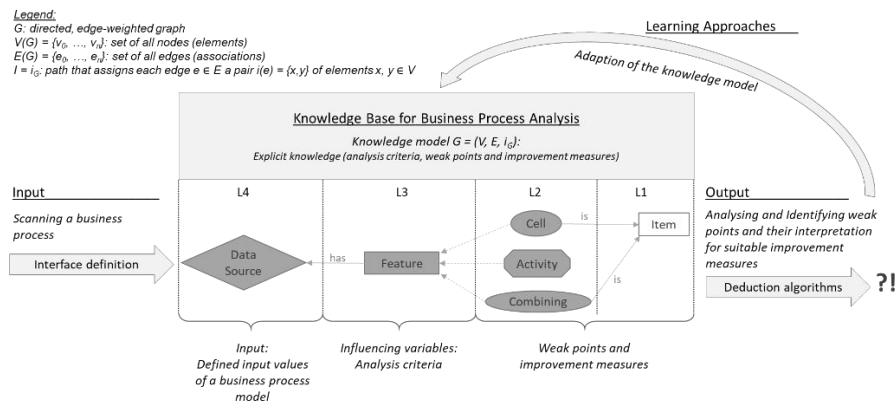 Legend:
G: directed, edge-weighted graph
V(G) = {v0, …, vn}: set of all nodes (elements)
E(G) = {e0, …, en}: set of all edges (associations)
I = iG: path that assigns each edge e ∈ E a pair i(e) = {x,y} of elements x, y ∈ V
Learning Approaches
Adaption of the knowledge model
Knowledge Base for Business Process Analysis
Knowledge model G = (V, E, iG):
Explicit knowledge (analysis criteria, weak points and improvement measures)
Input
Scanning a business
process
Interface definition
L4
L3
L2
L1
Data
Source
has
Feature
Cell
is
Item
Activity
is
Combining
Output
Analysing and Identifying weak
points and their interpretation
for suitable improvement
measures
Deduction algorithms
?!
Input:
Defined input values
of a business process
model
Influencing variables:
Analysis criteria
Weak points and
improvement measures